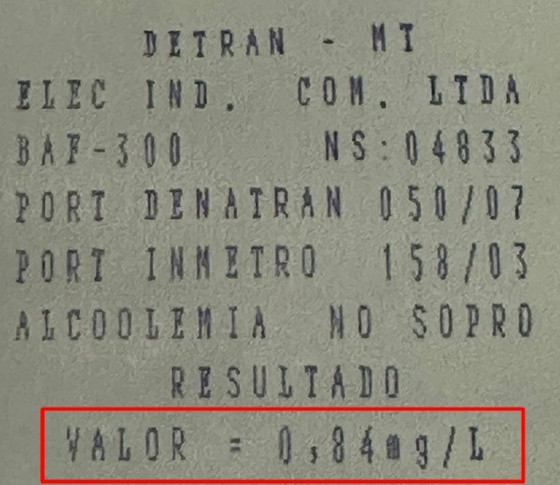 DETRAN - MT
ELEC IND. COM. LTDA
BAF-300 NS:04833
PORT DENATRAN 050/07
PORT INMETRO 158/03
ALCOOLEMIA NO SOPRO
RESULTADO
VALOR = 0,84mg/L